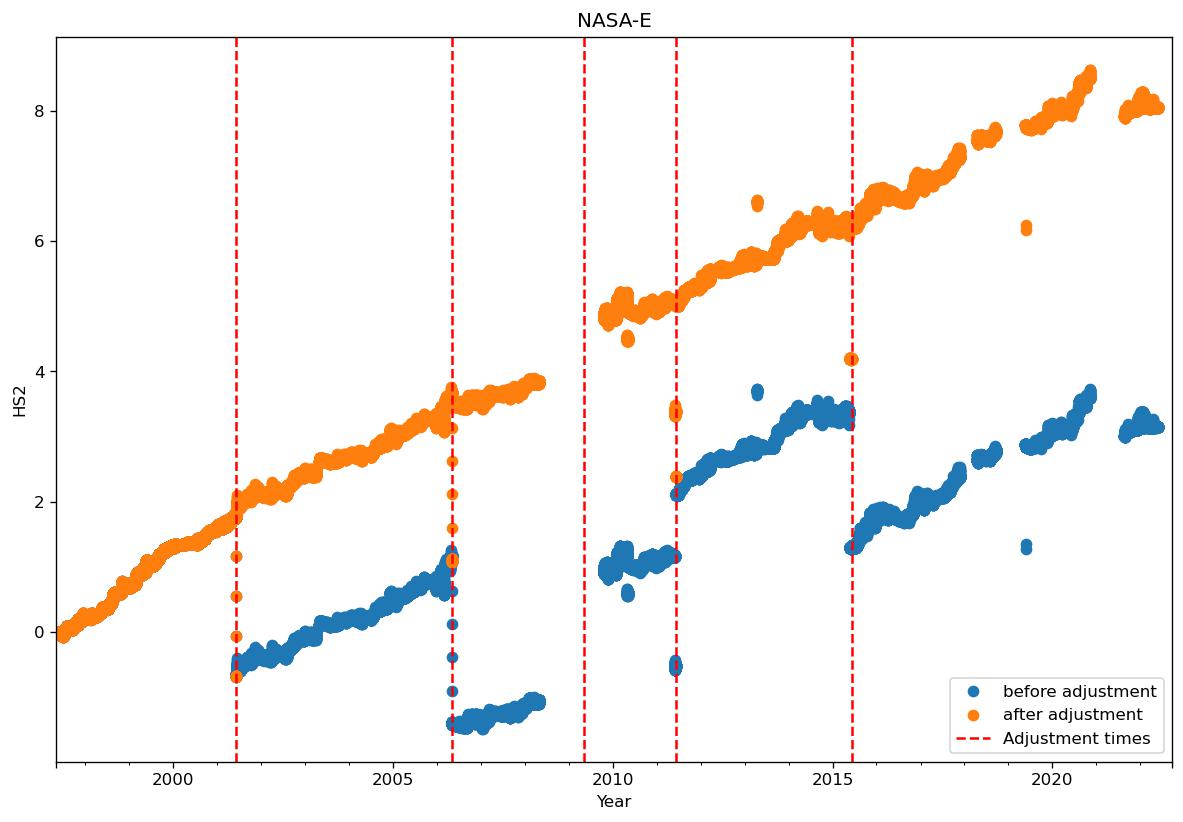 NASA-E
HS2
8
6
4
2
0
before adjustment
after adjustment
Adjustment times
2000
2005
2010
2015
2020
Year